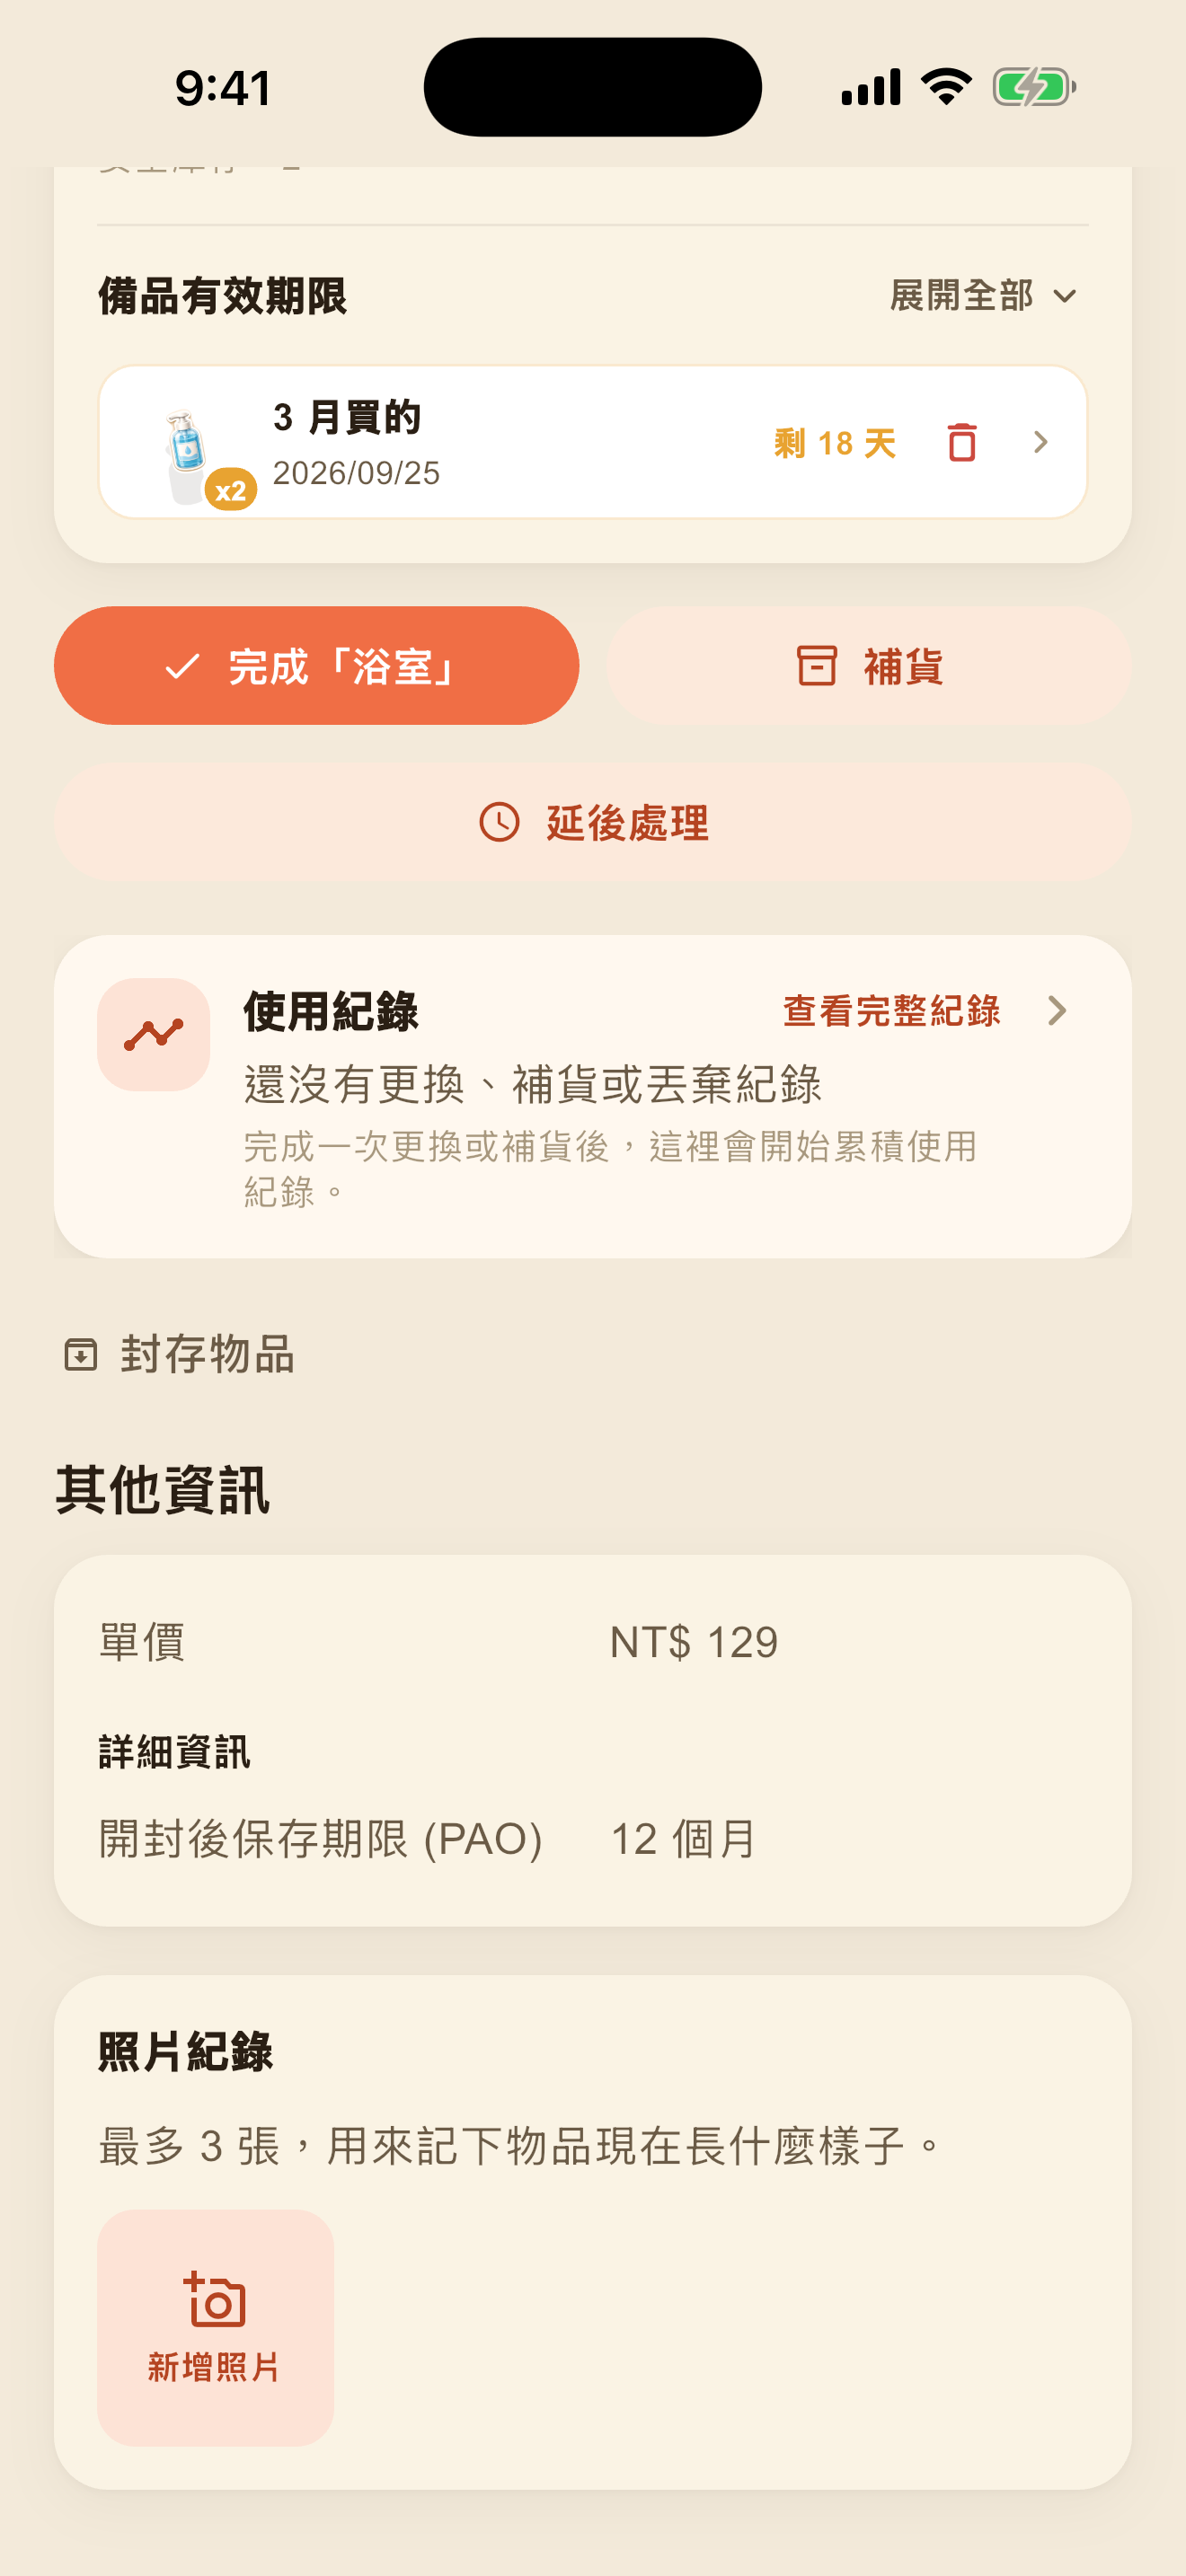 9:41
備品有效期限
展開全部
3 月買的
2026/09/25
x2
剩 18 天
完成「浴室」
補貨
延後處理
使用紀錄
查看完整紀錄
還沒有更換、補貨或丟棄紀錄
完成一次更換或補貨後，這裡會開始累積使用
紀錄。
封存物品
其他資訊
單價
NT$ 129
詳細資訊
開封後保存期限 (PAO)
12 個月
照片紀錄
最多 3 張，用來記下物品現在長什麼樣子。
新增照片